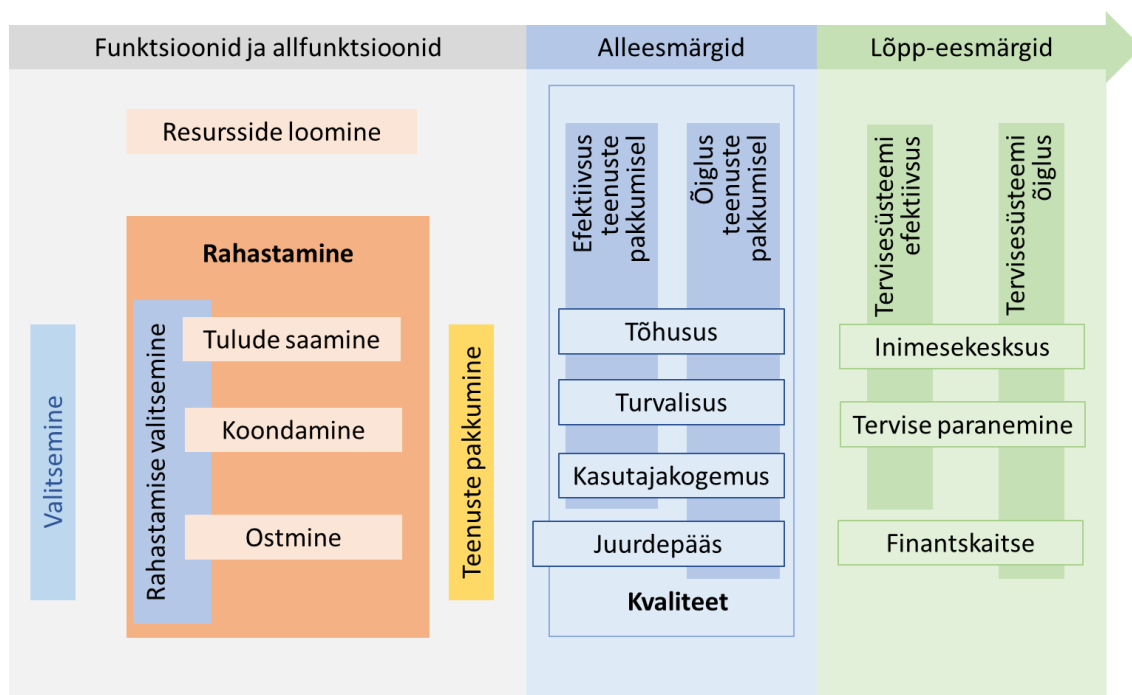 Funktsioonid ja allfunktsioonid
Alleesmärgid
Lõpp-eesmärgid
Resursside loomine
Rahastamine
Valitsemine
Rahastamise valitsemine
Tulude saamine
Koondamine
Ostmine
Teenuste pakkumine
Efektiivsus
teenuste
pakkumisel
Õiglus
teenuste
pakkumisel
Tõhusus
Turvalisus
Kasutajakogemus
Juurdepääs
Kvaliteet
Tervisesüsteemi
efektiivsus
Tervisesüsteemi
õiglus
Inimesekesksus
Tervise paranemine
Finantskaitse